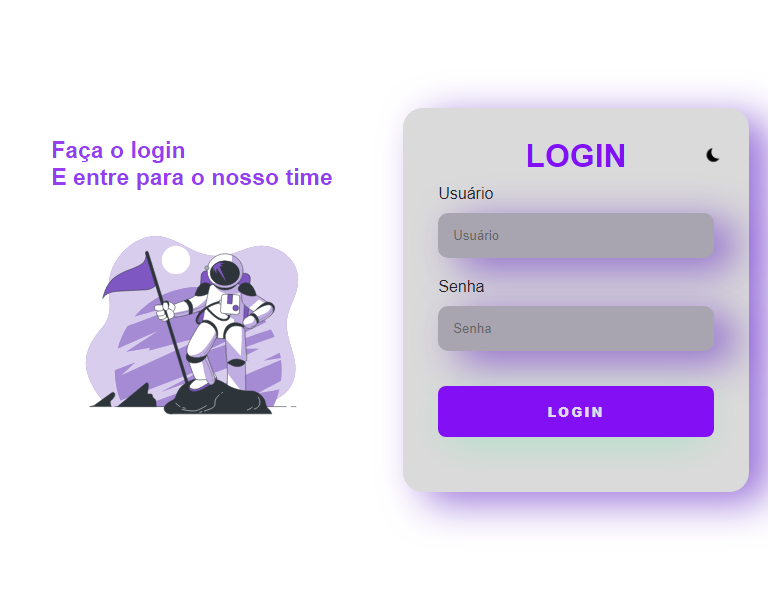 Faça o login
E entre para o nosso time
LOGIN
Usuário
Usuário
Senha
Senha
LOGIN